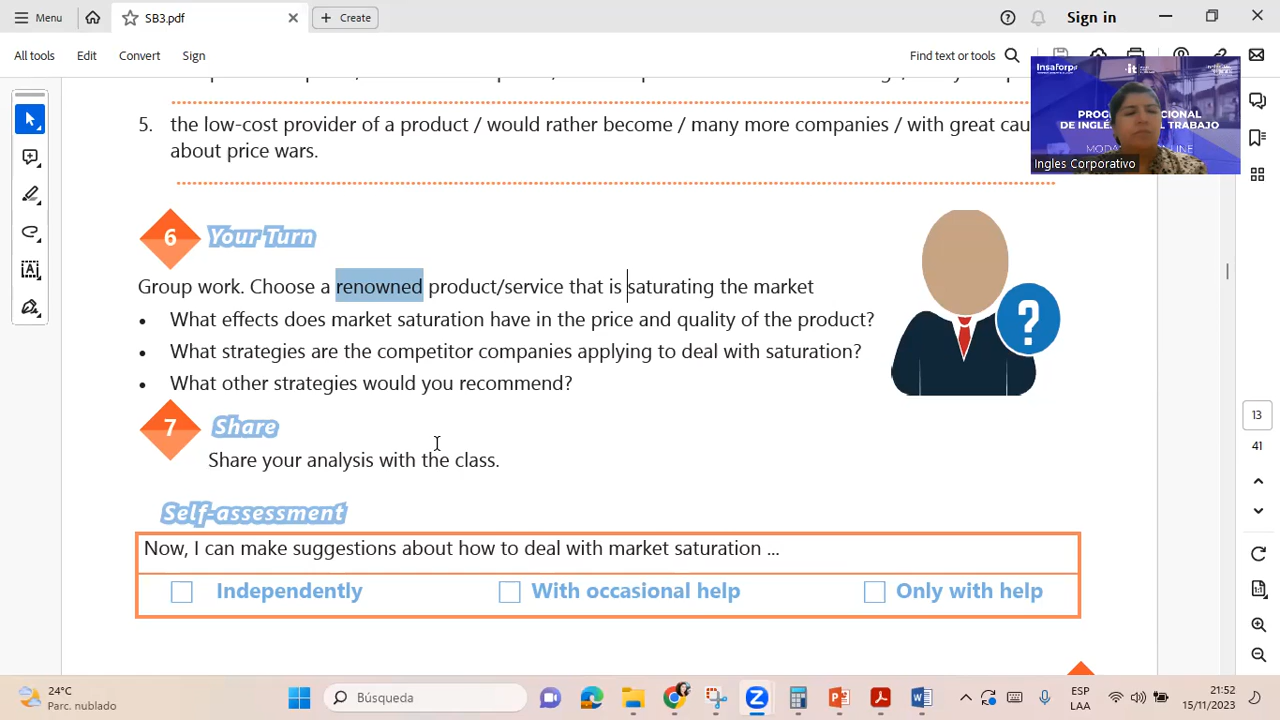 Menu
SB3.pdf
Create
Sign in
All tools Edit Convert Sign
Find text or tools
5. the low-cost provider of a product / would rather become / many more companies / with great cau
about price wars.
Insaforp
DE INGLÉ
TRABAJO
Ingles Corporativo
6 Your Turn
Group work. Choose a renowned product/service that is saturating the market
• What effects does market saturation have in the price and quality of the product?
• What strategies are the competitor companies applying to deal with saturation?
• What other strategies would you recommend?
?
7 Share
Share your analysis with the class.
Self-assessment
Now, I can make suggestions about how to deal with market saturation ...
Independently With occasional help Only with help
13
41
24°C
Parc. nublado
Búsqueda
ESP
LAA
21:52
15/11/2023